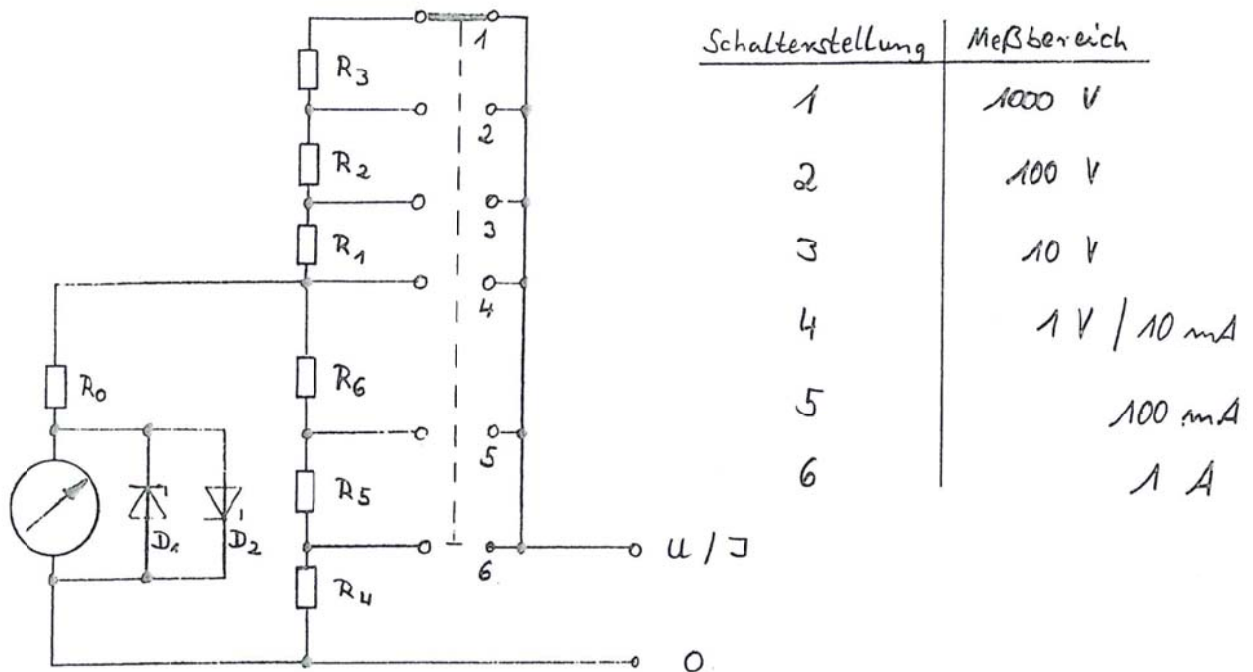 Schalterstellung Meßbereich
1 1000 V
2 100 V
3 10 V
4 1 V / 10 mA
5 100 mA
6 1 A
1
R3
2
R2
3
R1
4
R0
R6
5
R5
D1 D2
6
U / I
R4
0